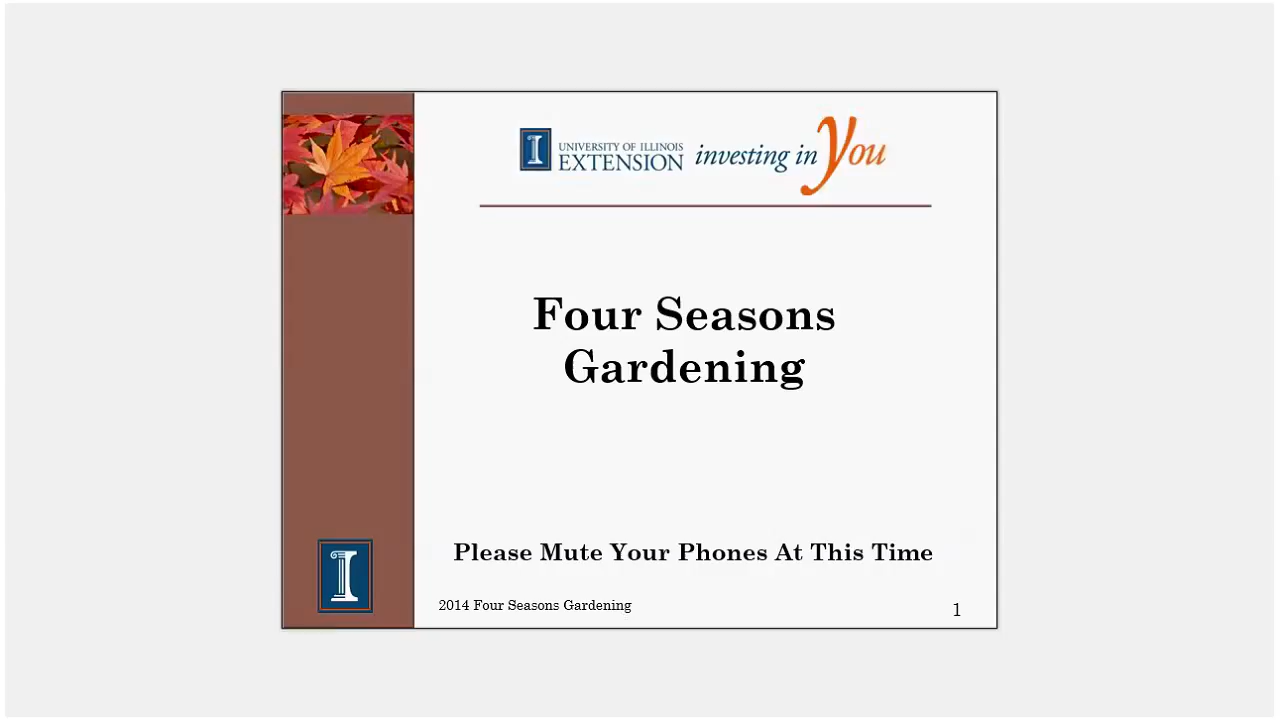 I UNIVERSITY OF ILLINOIS
EXTENSION
investing in You
Four Seasons
Gardening
Please Mute Your Phones At This Time
I
2014 Four Seasons Gardening
1